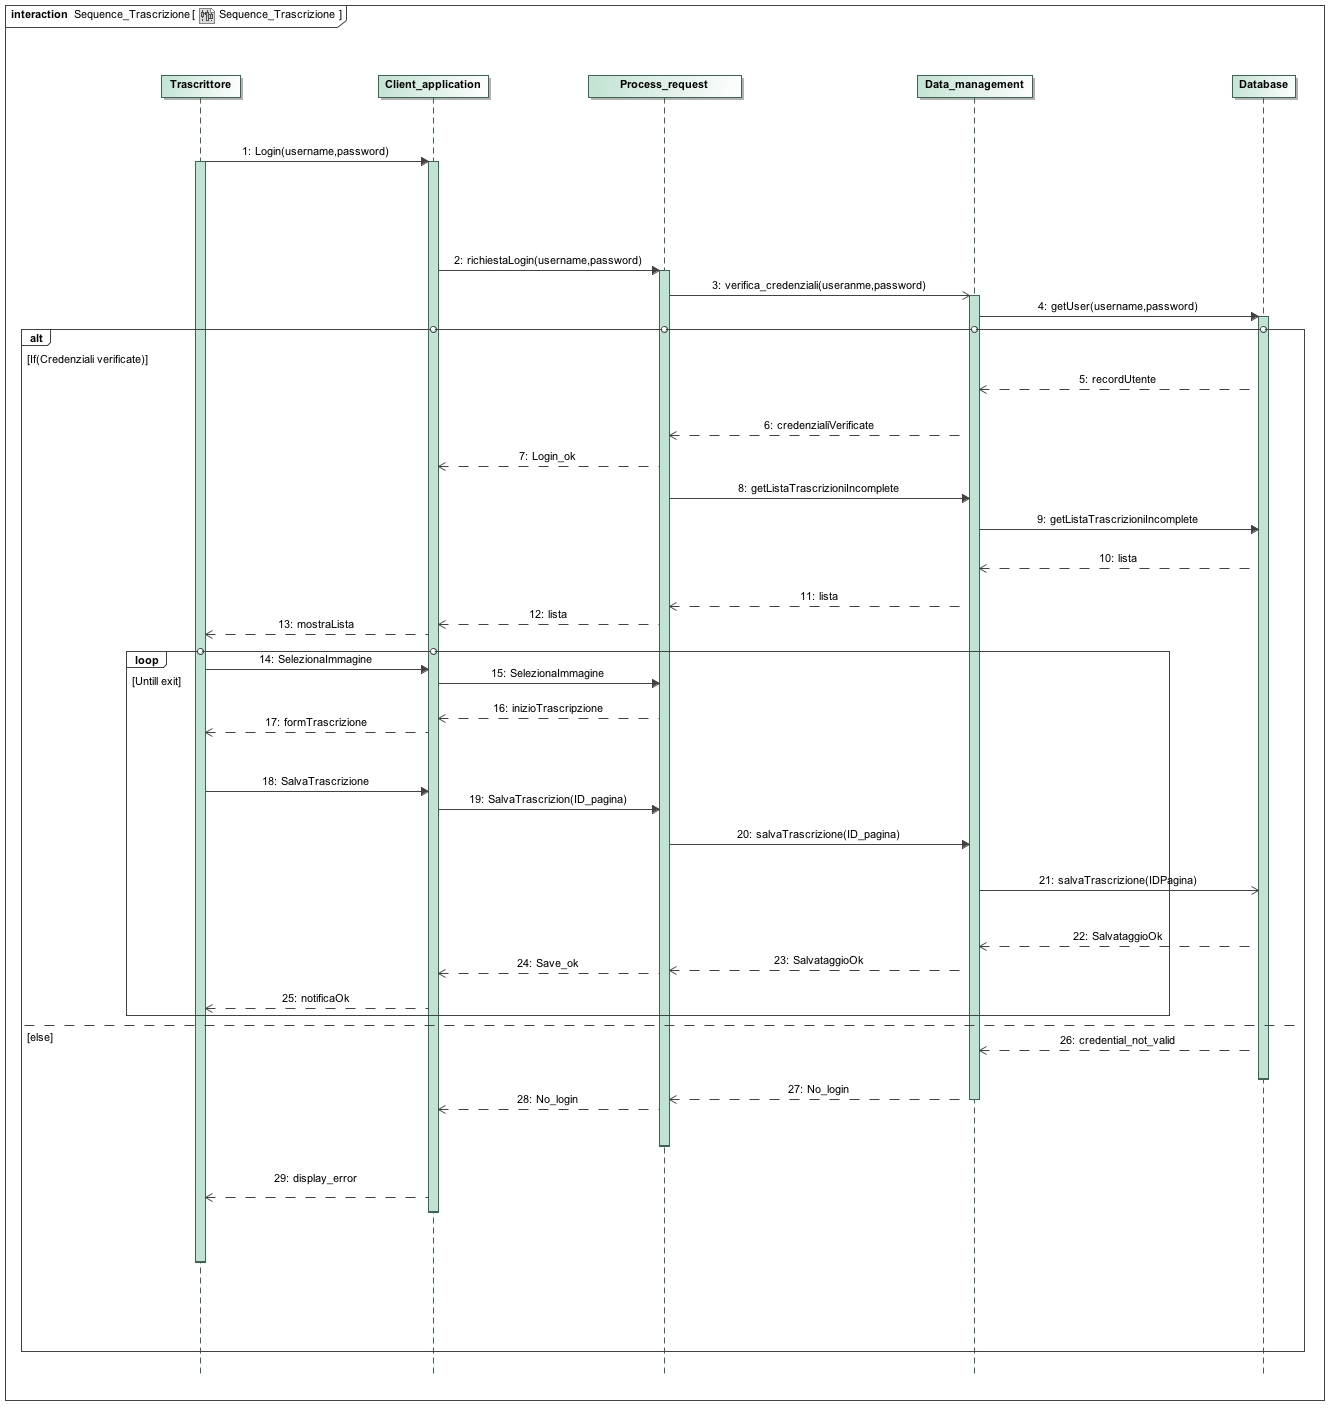 interaction Sequence_Trascrizione[ Sequence_Trascrizione ]
Trascrittore
Client_application
Process_request
Data_management
Database
1: Login(username,password)
2: richiestaLogin(username,password)
3: verifica_credenziali(useranme,password)
4: getUser(username,password)
alt
[If(Credenziali verificate)]
5: recordUtente
6: credenzialiVerificate
7: Login_ok
8: getListaTrascrizioniIncomplete
9: getListaTrascrizioniIncomplete
10: lista
11: lista
12: lista
13: mostraLista
loop
[Untill exit]
14: SelezionaImmagine
15: SelezionaImmagine
16: inizioTrascripzione
17: formTrascrizione
18: SalvaTrascrizione
19: SalvaTrascrizion(ID_pagina)
20: salvaTrascrizione(ID_pagina)
21: salvaTrascrizione(IDPagina)
22: SalvataggioOk
23: SalvataggioOk
24: Save_ok
25: notificaOk
[else]
26: credential_not_valid
27: No_login
28: No_login
29: display_error